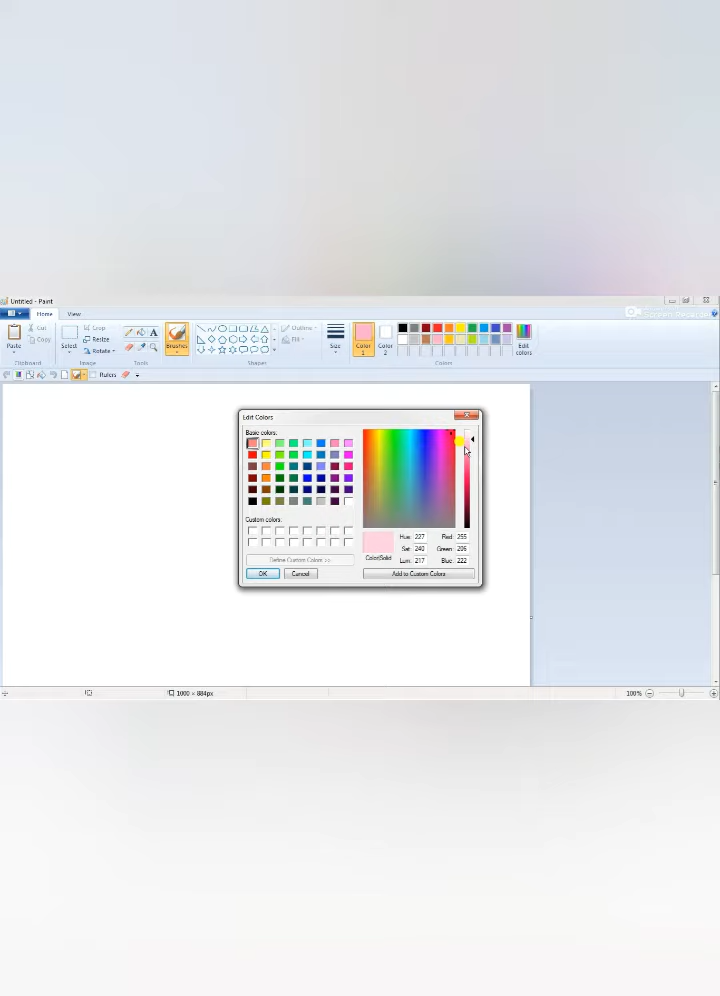 Untitled - Paint
Home View
Screen Recorder
Paste
Cut
Copy
Clipboard
Select
Crop
Resize
Rotate
Image
A
Tools
Brushes
Shapes
Outline
Fill
Size
Color 1
Color 2
Colors
Edit colors
Rulers
Edit Colors
Basic colors:
Custom colors:
Define Custom Colors >>
OK Cancel
Color|Solid
Hue: 227 Red: 255
Sat: 240 Green: 206
Lum: 217 Blue: 222
Add to Custom Colors
1000 × 884px
100%